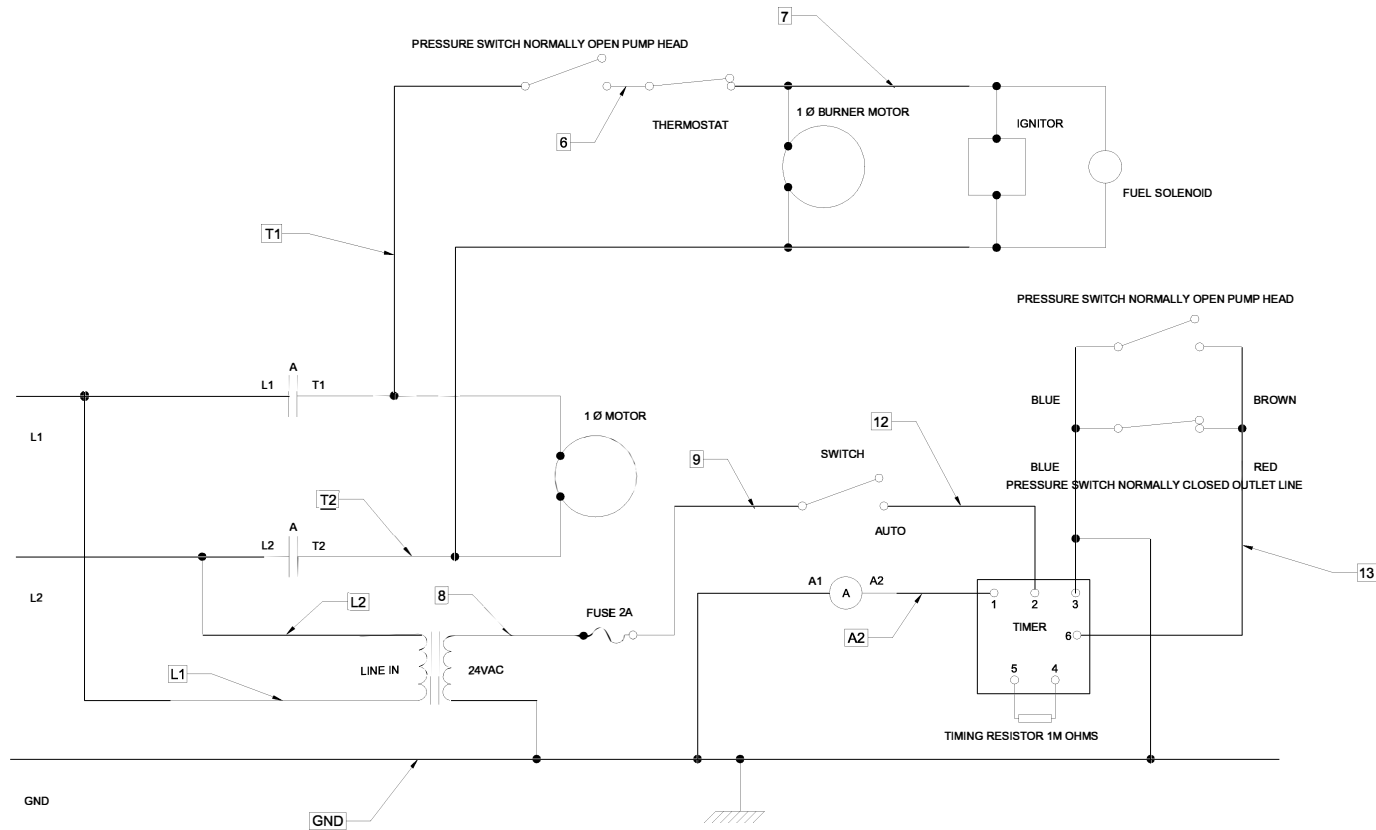 7
PRESSURE SWITCH NORMALLY OPEN PUMP HEAD
6
THERMOSTAT
1 Ø BURNER MOTOR
IGNITOR
FUEL SOLENOID
T1
PRESSURE SWITCH NORMALLY OPEN PUMP HEAD
A
L1
T1
L1
1 Ø MOTOR
BLUE
BROWN
12
SWITCH
9
BLUE
RED
PRESSURE SWITCH NORMALLY CLOSED OUTLET LINE
T2
A
L2
T2
AUTO
13
L2
L2
8
FUSE 2A
A1
A
A2
A2
1
2
3
TIMER
6
L1
LINE IN
24VAC
5
4
TIMING RESISTOR 1M OHMS
GND
GND